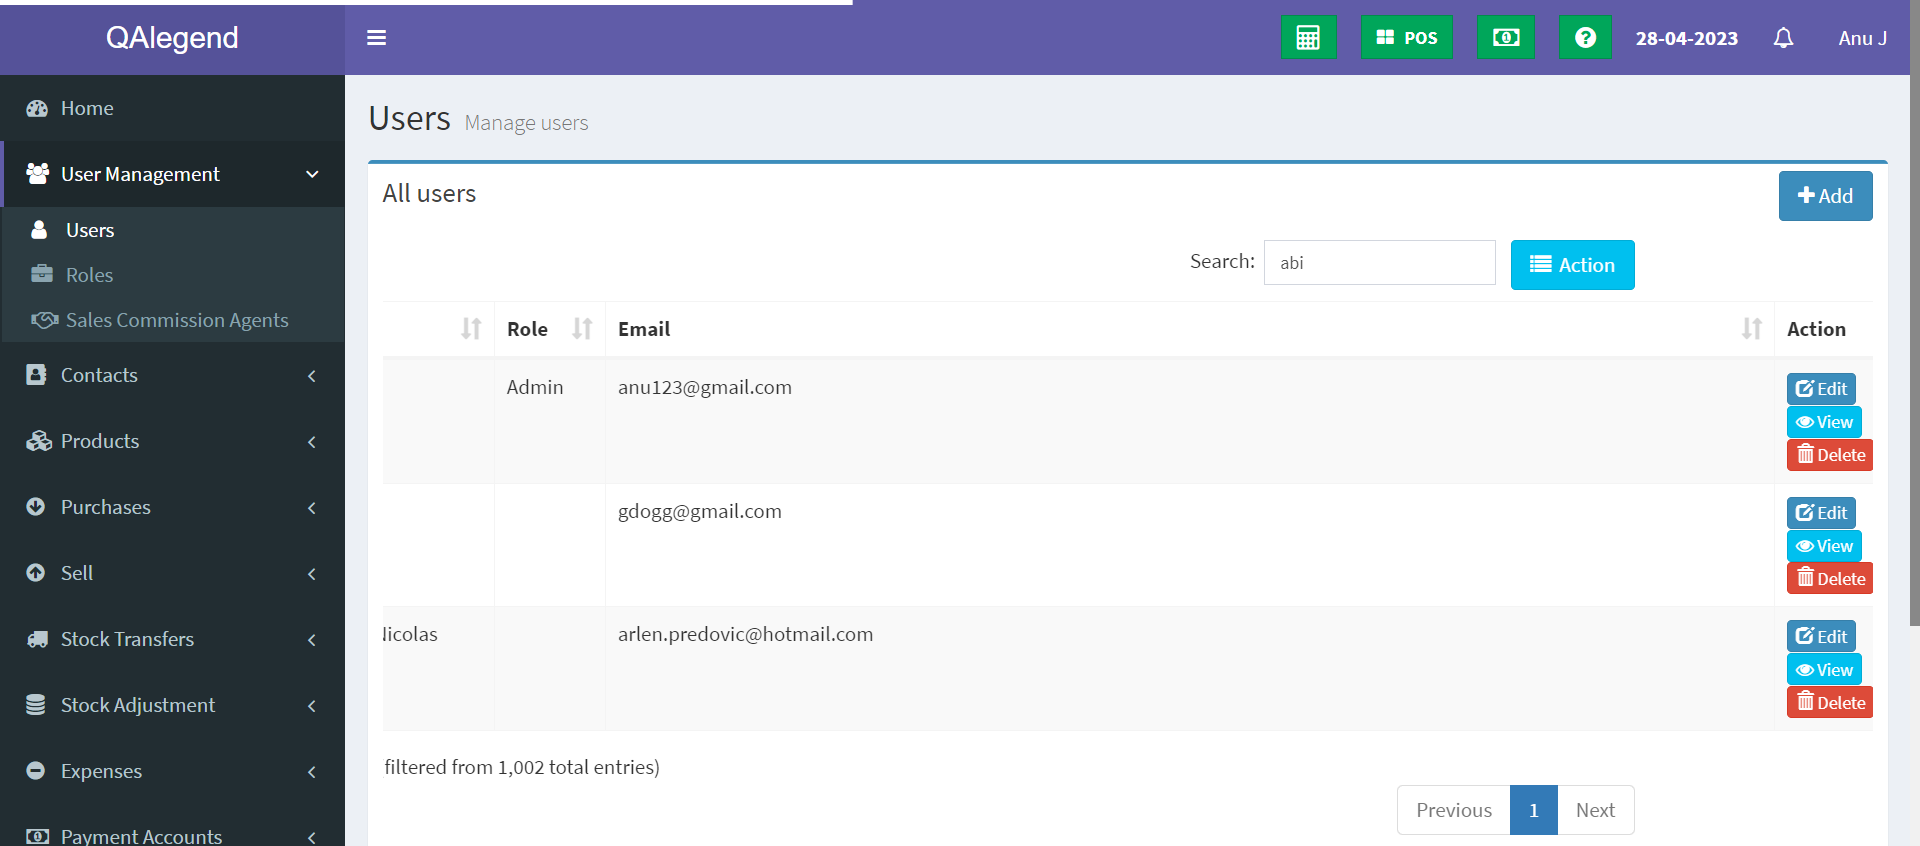 QAlegend
POS
28-04-2023
Anu J
Home
User Management
Users
Roles
Sales Commission Agents
Contacts
Products
Purchases
Sell
Stock Transfers
Stock Adjustment
Expenses
Payment Accounts
Users Manage users
All users
Add
Search: abi
Action
Role Email Action
Admin anu123@gmail.com
Edit
View
Delete
gdogg@gmail.com
Edit
View
Delete
licolas arlen.predovic@hotmail.com
Edit
View
Delete
filtered from 1,002 total entries)
Previous 1 Next